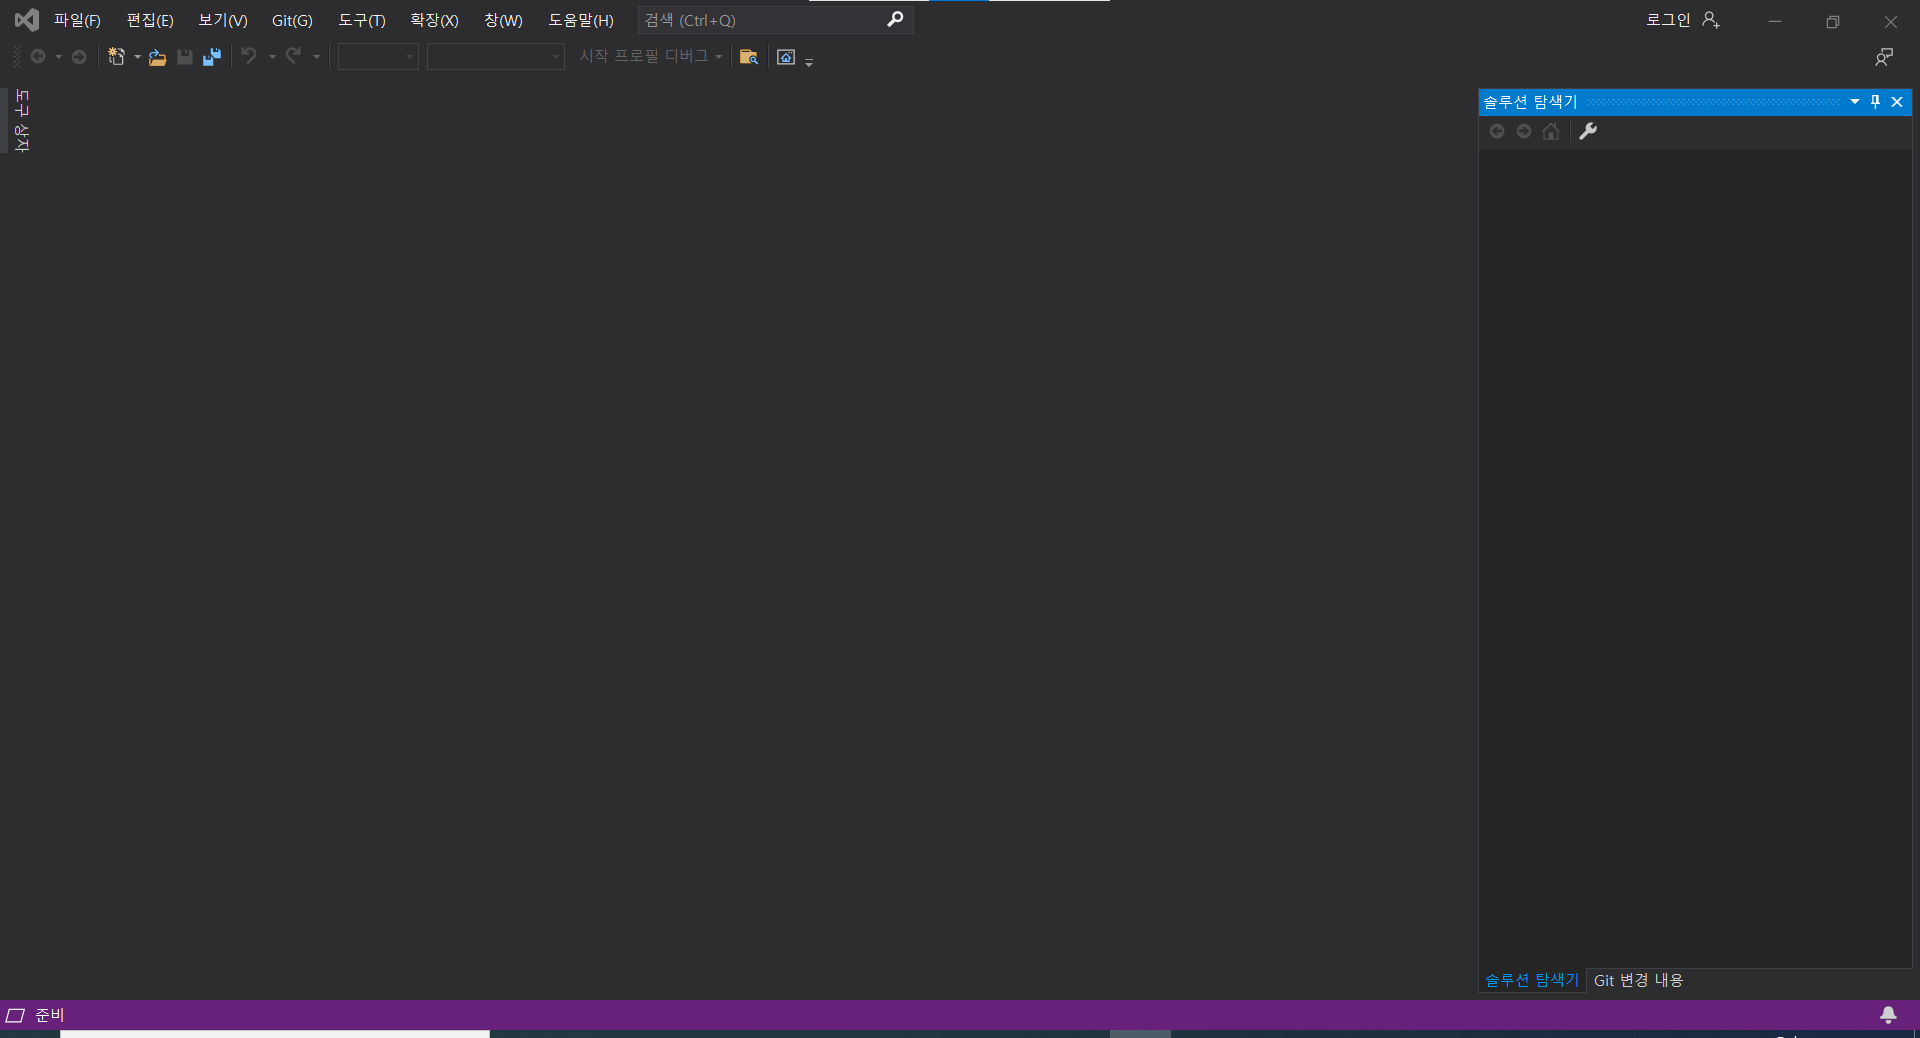 파일(F) 편집(E) 보기(V) Git(G) 도구(T) 확장(X) 창(W) 도움말(H) 검색 (Ctrl+Q) 로그인
시작 프로필 디버그
도구 상자
솔루션 탐색기
솔루션 탐색기 Git 변경 내용
준비